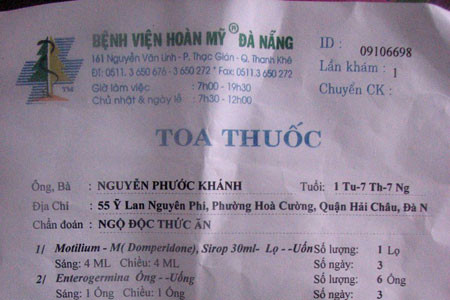 BỆNH VIỆN HOÀN MỸ ® ĐÀ NẴNG
161 Nguyễn Văn Linh - P. Thạc Gián - Q. Thanh Khê
ĐT: 0511. 3 650 676 - 3 650 272 * Fax: 0511.3 650
Giờ làm việc : 7h00 - 19h30
Chủ nhật & ngày lễ : 7h30 - 12h00
TM
ID : 09106698
Lần khám : 1
Chuyển CK :
TOA THUỐC
Ông, Bà : NGUYỄN PHƯỚC KHÁNH Tuổi: 1 Tu-7 Th-7 Ng
Địa Chỉ : 55 Ỷ Lan Nguyên Phi, Phường Hoà Cường, Quận Hải Châu, Đà N
Chẩn đoán : NGỘ ĐỘC THỨC ĂN
1/ Motilium - M( Domperidone), Sirop 30ml- Lọ --Uống Số lượng: 1 Lọ
Sáng: 4 ML Chiều: 4 ML Số ngày: 3
2/ Enterogermina Ống --Uống Số lượng: 6 Ống
Sáng: 1 Ống Chiều: 1 Ống Số ngày: 3